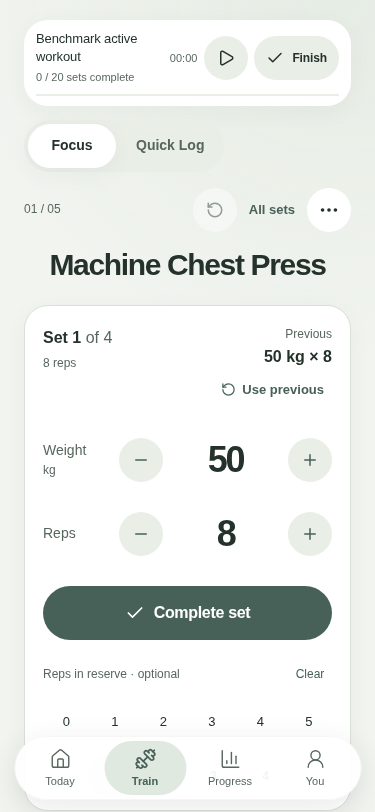 Benchmark active
workout
0 / 20 sets complete
00:00
Finish
Focus
Quick Log
01 / 05
All sets
Machine Chest Press
Set 1 of 4
8 reps
Previous
50 kg × 8
Use previous
Weight
kg
50
Reps
8
Complete set
Reps in reserve · optional
Clear
0 1 2 3 4 5
Today
Train
Progress
You